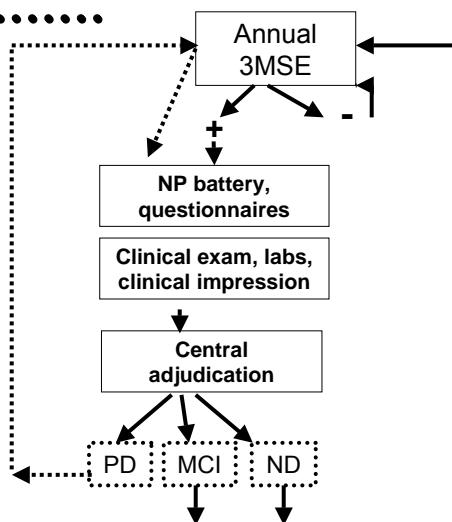 Annual
3MSE
+
-
NP battery,
questionnaires
Clinical exam, labs,
clinical impression
Central
adjudication
PD MCI ND